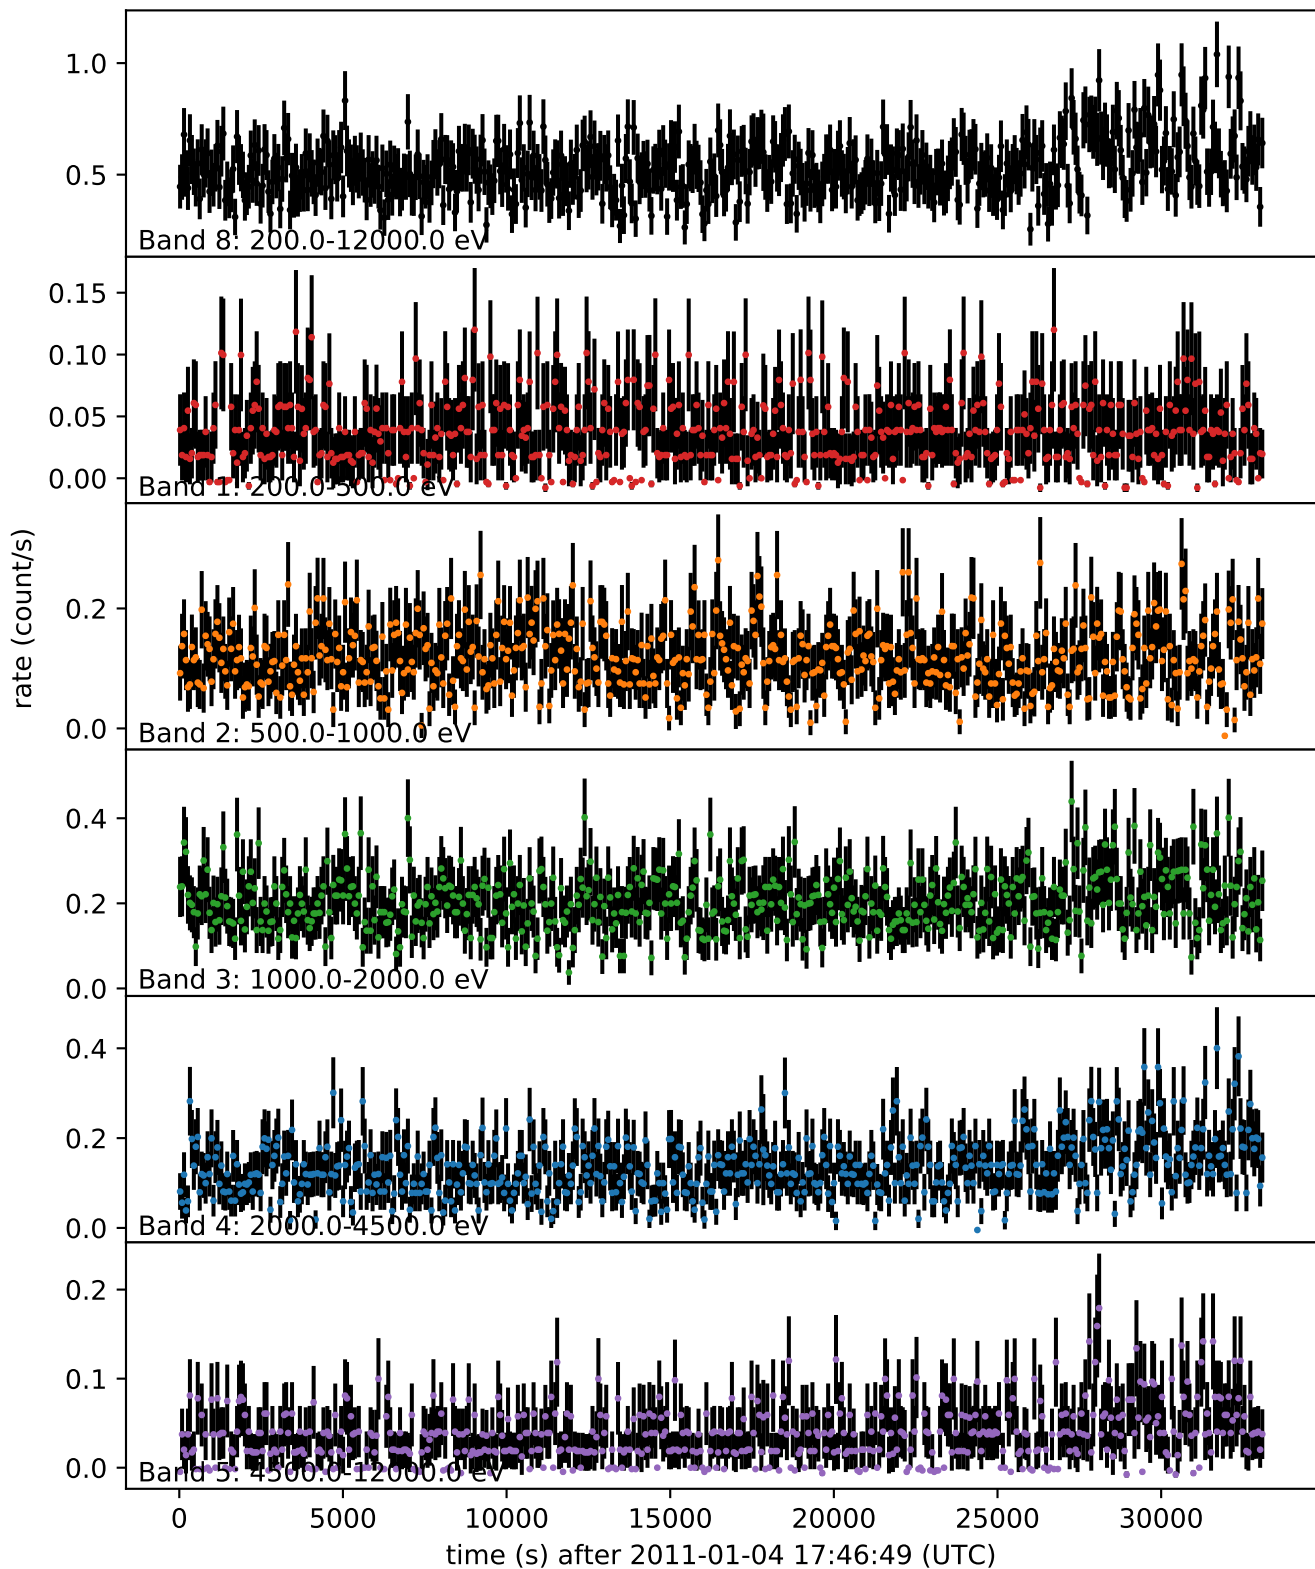 1.0
0.5
Band 8: 200.0-12000.0 eV
0.15
0.10
0.05
0.00
Band 1: 200.0-500.0 eV
rate (count/s)
0.2
0.0
Band 2: 500.0-1000.0 eV
0.4
0.2
0.0
Band 3: 1000.0-2000.0 eV
0.4
0.2
0.0
Band 4: 2000.0-4500.0 eV
0.2
0.1
0.0
Band 5: 4500.0-12000.0 eV
0 5000 10000 15000 20000 25000 30000
time (s) after 2011-01-04 17:46:49 (UTC)